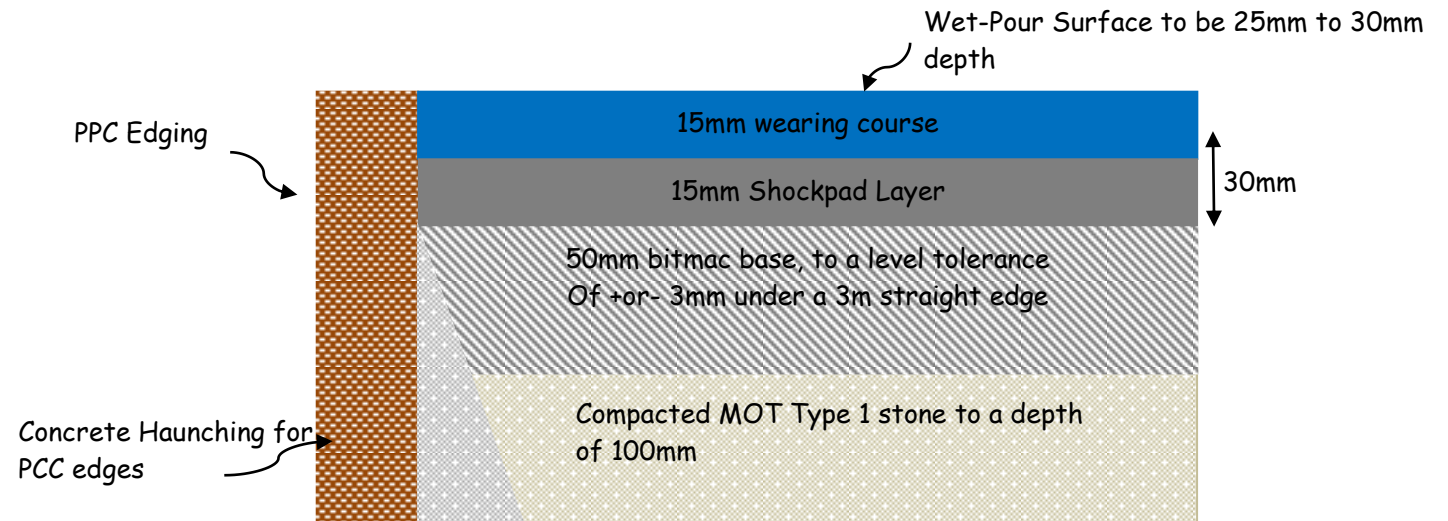 Wet-Pour Surface to be 25mm to 30mm
depth
PPC Edging
15mm wearing course
15mm Shockpad Layer
30mm
50mm bitmac base, to a level tolerance
Of +or- 3mm under a 3m straight edge
Compacted MOT Type 1 stone to a depth
of 100mm
Concrete Haunching for
PCC edges